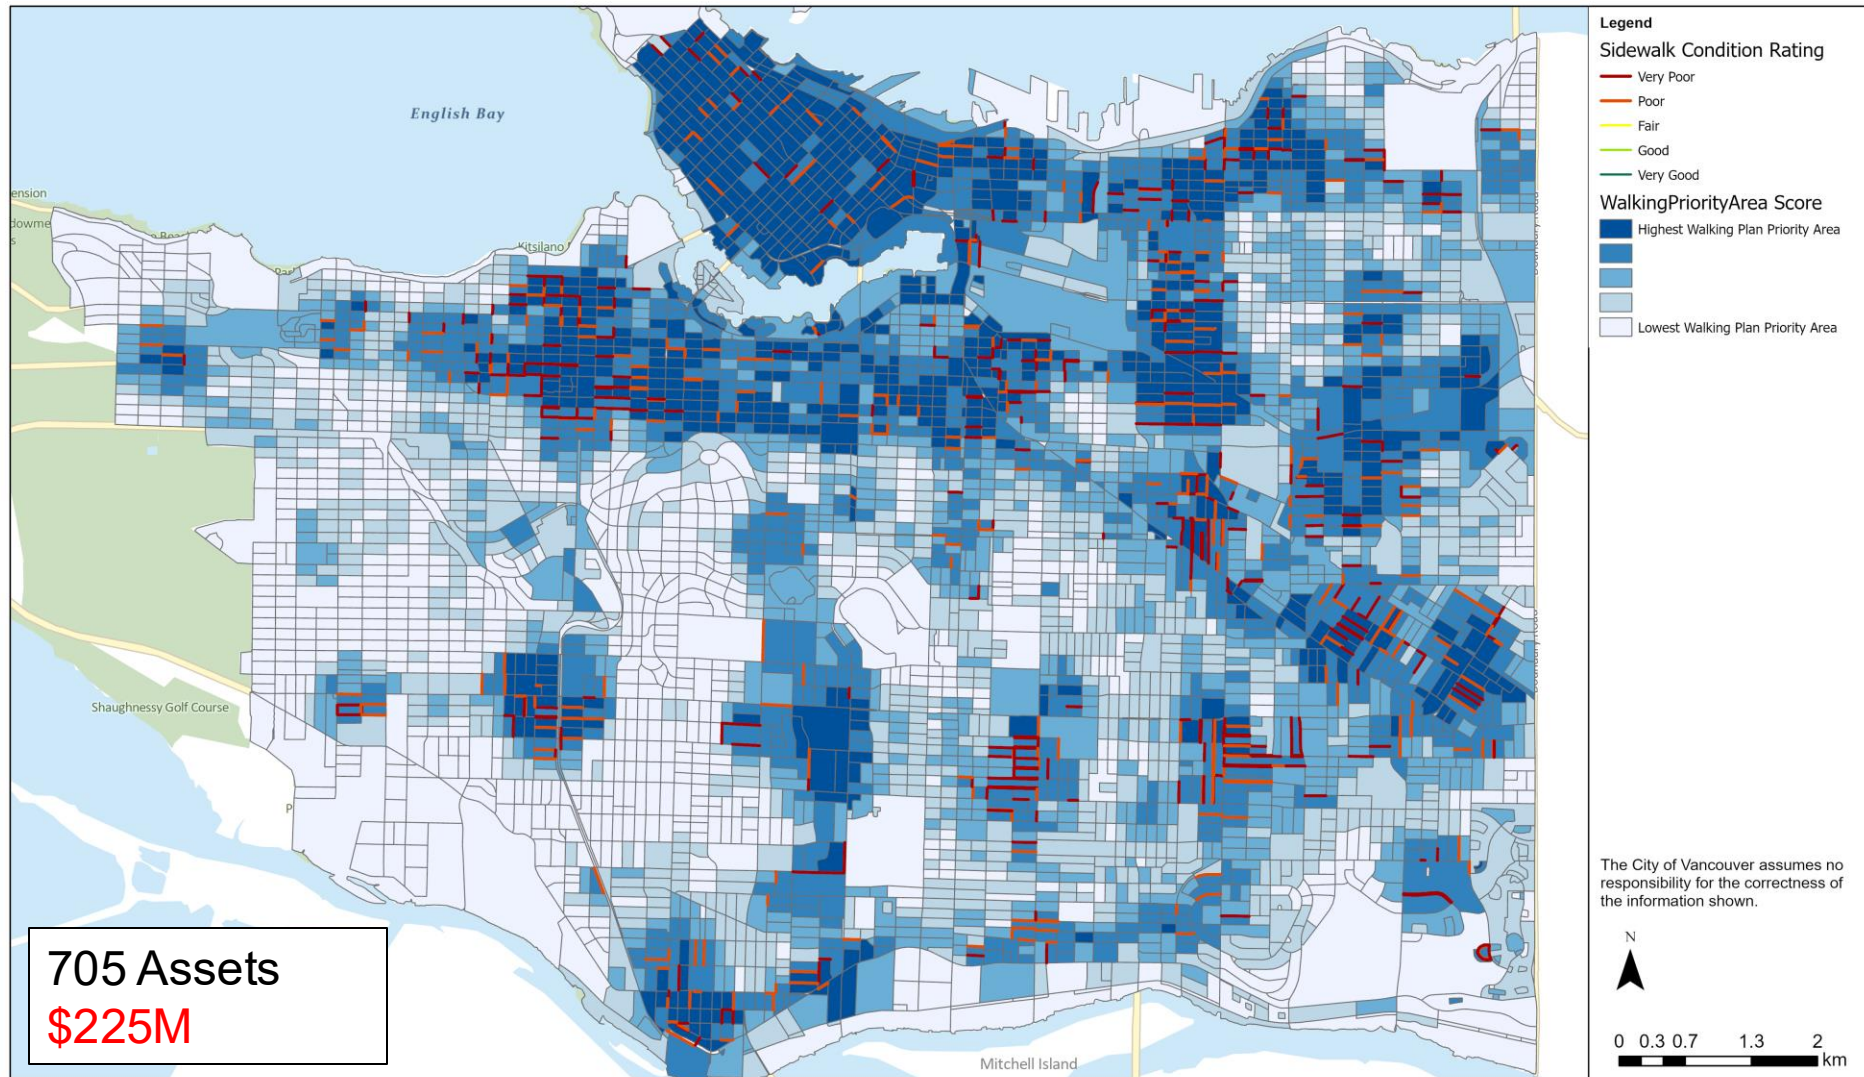 English Bay
ension
dowme
s
Kitsilano
Par
Shaughnessy Golf Course
P
Mitchell Island
705 Assets
$225M
Legend
Sidewalk Condition Rating
Very Poor
Poor
Fair
Good
Very Good
WalkingPriorityArea Score
Highest Walking Plan Priority Area
Lowest Walking Plan Priority Area
The City of Vancouver assumes no
responsibility for the correctness of
the information shown.
N
0 0.3 0.7 1.3 2
km